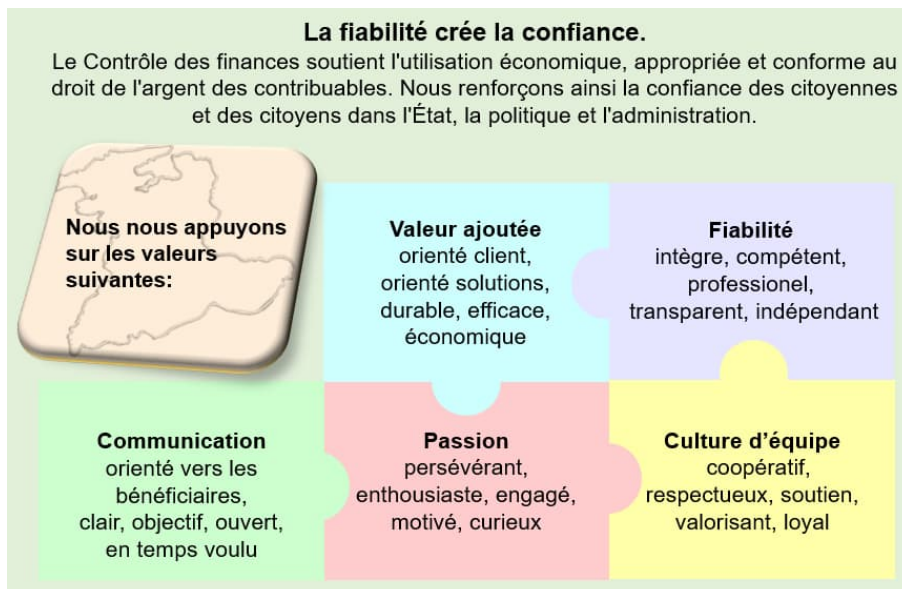 La fiabilité crée la confiance.
Le Contrôle des finances soutient l'utilisation économique, appropriée et conforme au
droit de l'argent des contribuables. Nous renforçons ainsi la confiance des citoyennes
et des citoyens dans l'État, la politique et l'administration.
Nous nous appuyons
sur les valeurs
suivantes:
Valeur ajoutée
orienté client,
orienté solutions,
durable, efficace,
économique
Fiabilité
intègre, compétent,
professionel,
transparent, indépendant
Communication
orienté vers les
bénéficiaires,
clair, objectif, ouvert,
en temps voulu
Passion
persévérant,
enthousiaste, engagé,
motivé, curieux
Culture d’équipe
coopératif,
respectueux, soutien,
valorisant, loyal